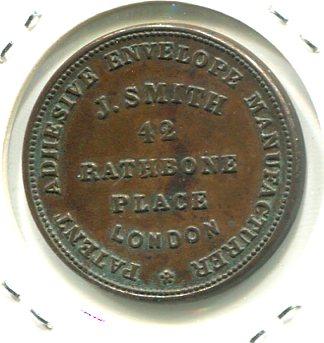 PATENT ADHESIVE ENVELOPE MANUFACTURER
J. SMITH
42
RATHBONE
PLACE
LONDON